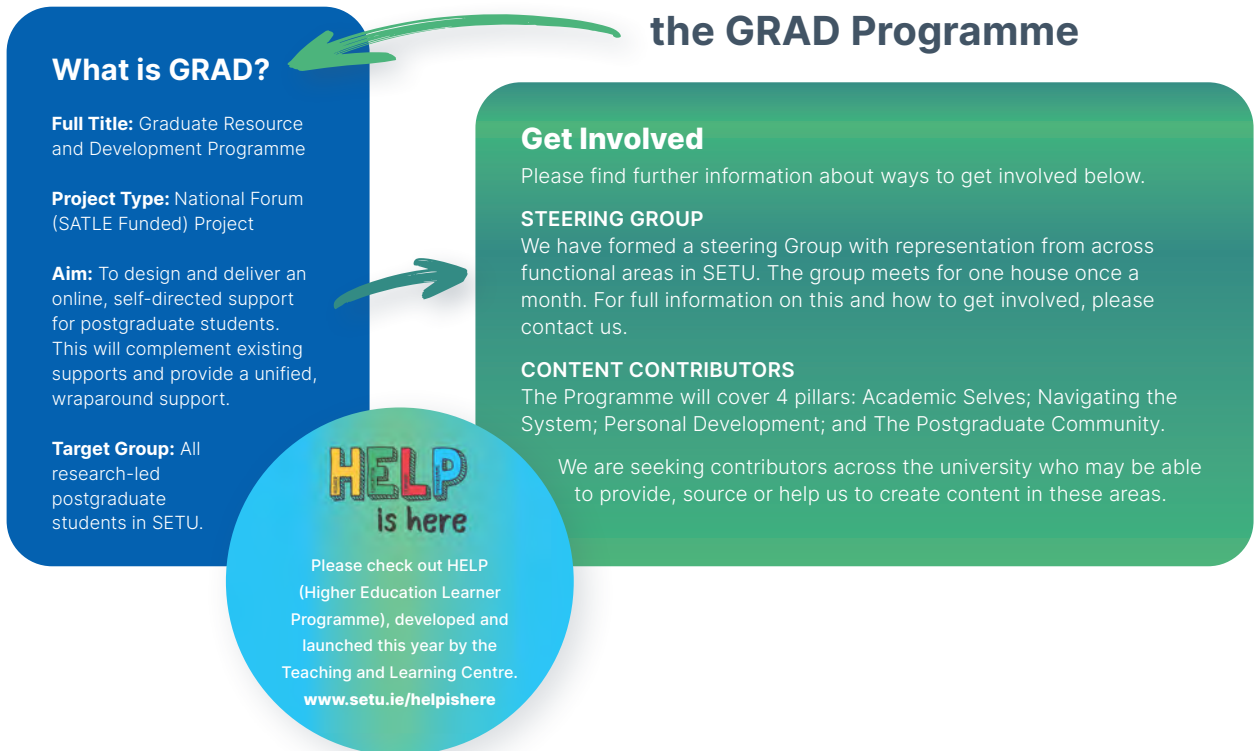 the GRAD Programme
What is GRAD?
Full Title: Graduate Resource
and Development Programme
Project Type: National Forum
(SATLE Funded) Project
Aim: To design and deliver an
online, self-directed support
for postgraduate students.
This will complement existing
supports and provide a unified,
wraparound support.
Target Group: All
research-led
postgraduate
students in SETU.
Get Involved
Please find further information about ways to get involved below.
STEERING GROUP
We have formed a steering Group with representation from across
functional areas in SETU. The group meets for one house once a
month. For full information on this and how to get involved, please
contact us.
CONTENT CONTRIBUTORS
The Programme will cover 4 pillars: Academic Selves; Navigating the
System; Personal Development; and The Postgraduate Community.
We are seeking contributors across the university who may be able
to provide, source or help us to create content in these areas.
HELP
is here
Please check out HELP
(Higher Education Learner
Programme), developed and
launched this year by the
Teaching and Learning Centre.
www.setu.ie/helpishere